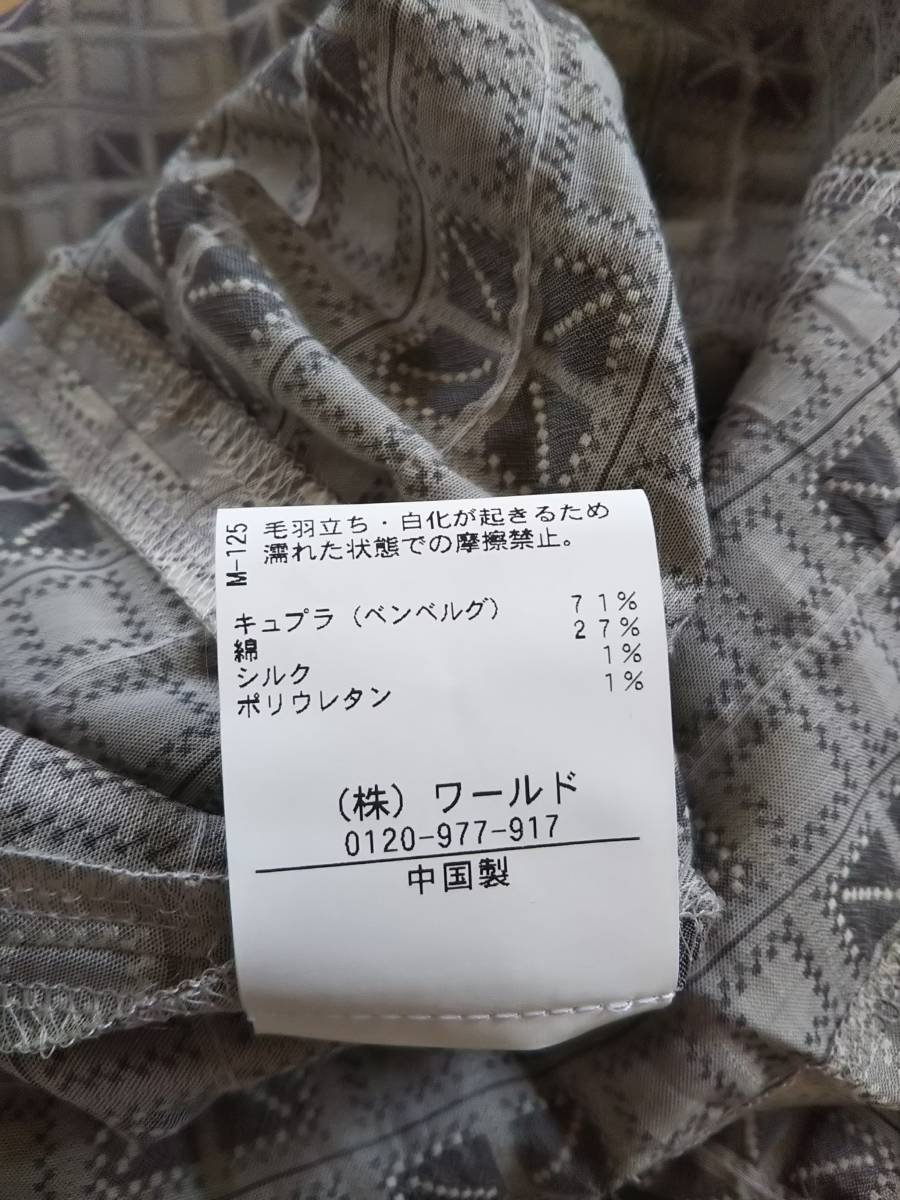 M-125
毛羽立ち・白化が起きるため
濡れた状態での摩擦禁止。
キュプラ（ベンベルグ） 71%
綿 27%
シルク 1%
ポリウレタン 1%
（株）ワールド
0120-977-917
中国製